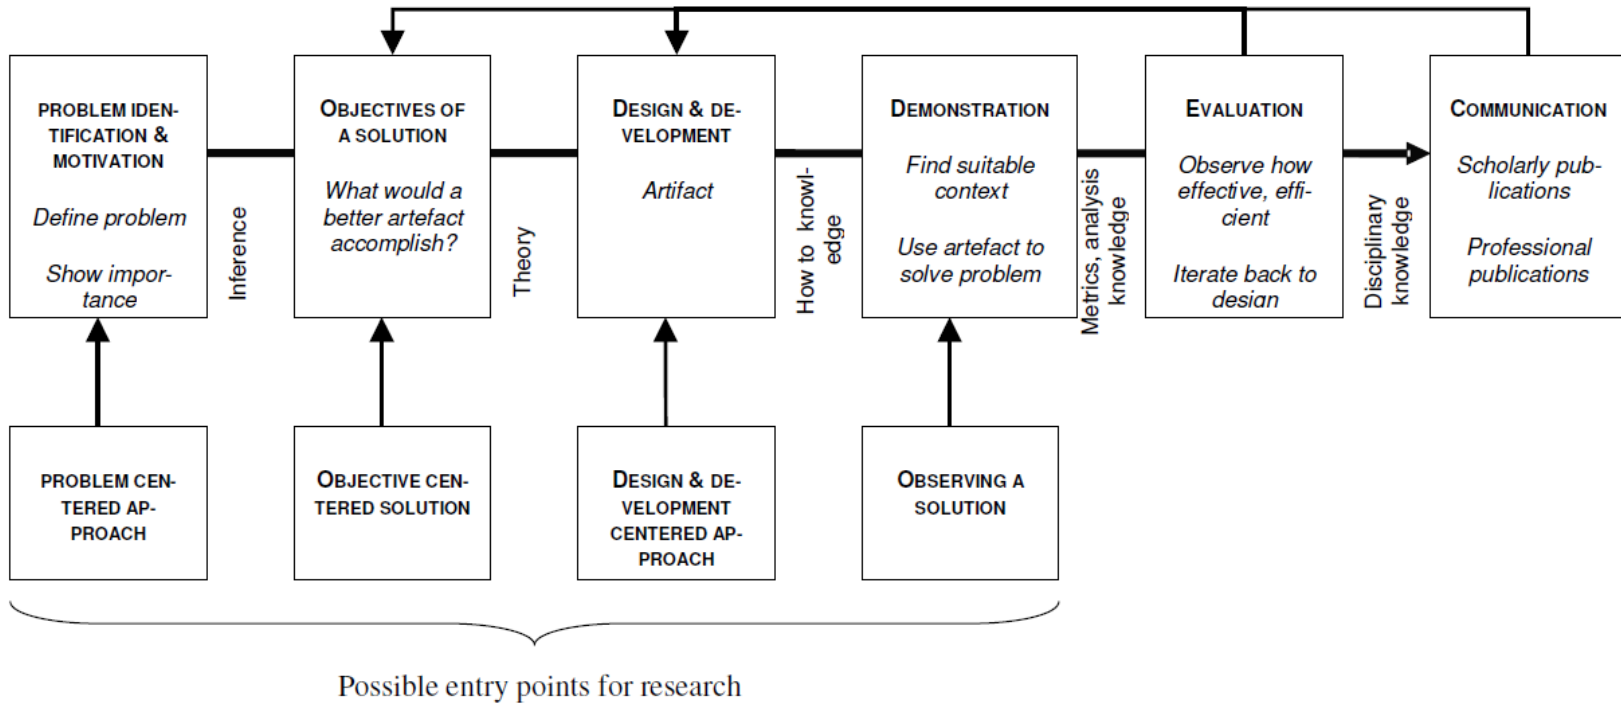 PROBLEM IDEN-
TIFICATION &
MOTIVATION
Define problem
Show impor-
tance
Inference
OBJECTIVES OF
A SOLUTION
What would a
better artefact
accomplish?
Theory
DESIGN & DE-
VELOPMENT
Artifact
How to knowl-
edge
DEMONSTRATION
Find suitable
context
Use artefact to
solve problem
Metrics, analysis
knowledge
EVALUATION
Observe how
effective, effi-
cient
Iterate back to
design
Disciplinary
knowledge
COMMUNICATION
Scholarly pub-
lications
Professional
publications
PROBLEM CEN-
TERED AP-
PROACH
OBJECTIVE CEN-
TERED SOLUTION
DESIGN & DE-
VELOPMENT
CENTERED AP-
PROACH
OBSERVING A
SOLUTION
Possible entry points for research